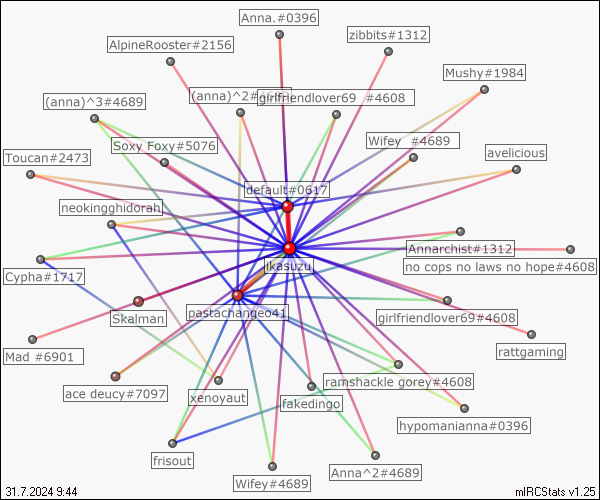 Anna.#0396
zibbits#1312
AlpineRooster#2156
Mushy#1984
(anna)^3#4689
(anna)^2#
girlfriendlover69 #4608
Soxy Foxy#5076
Wifey #4689
Toucan#2473
avelicious
default#0617
neokingghidorah
Annarchist#1312
jkasuzu
no cops no laws no hope#4608
Cypha#1717
Skalman
pastachangeo41
girlfriendlover69#4608
Mad #6901
rattgaming
ramshackle gorey#4608
ace deucy#7097
xenoyaut
fakedingo
hypomanianna#0396
frisout
Anna^2#4689
Wifey#4689
31.7.2024 9:44
mIRCStats v1.25